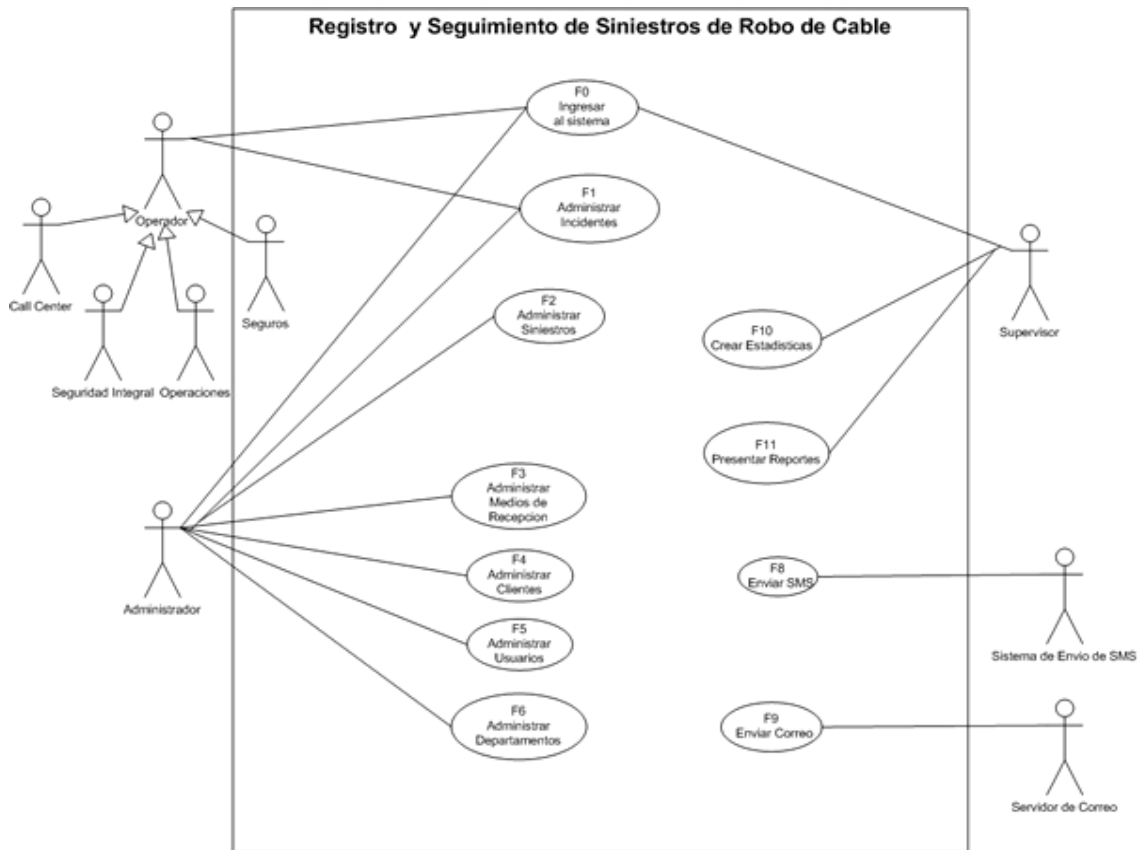 Registro y Seguimiento de Siniestros de Robo de Cable
F0
Ingresar
al sistema
Operador
F1
Administrar
Incidentes
Call Center
Seguros
Seguridad Integral
Operaciones
F2
Administrar
Siniestros
F10
Crear Estadisticas
Supervisor
F11
Presentar Reportes
F3
Administrar
Medios de
Recepcion
Administrador
F4
Administrar
Clientes
F8
Enviar SMS
Sistema de Envio de SMS
F5
Administrar
Usuarios
F6
Administrar
Departamentos
F9
Enviar Correo
Servidor de Correo